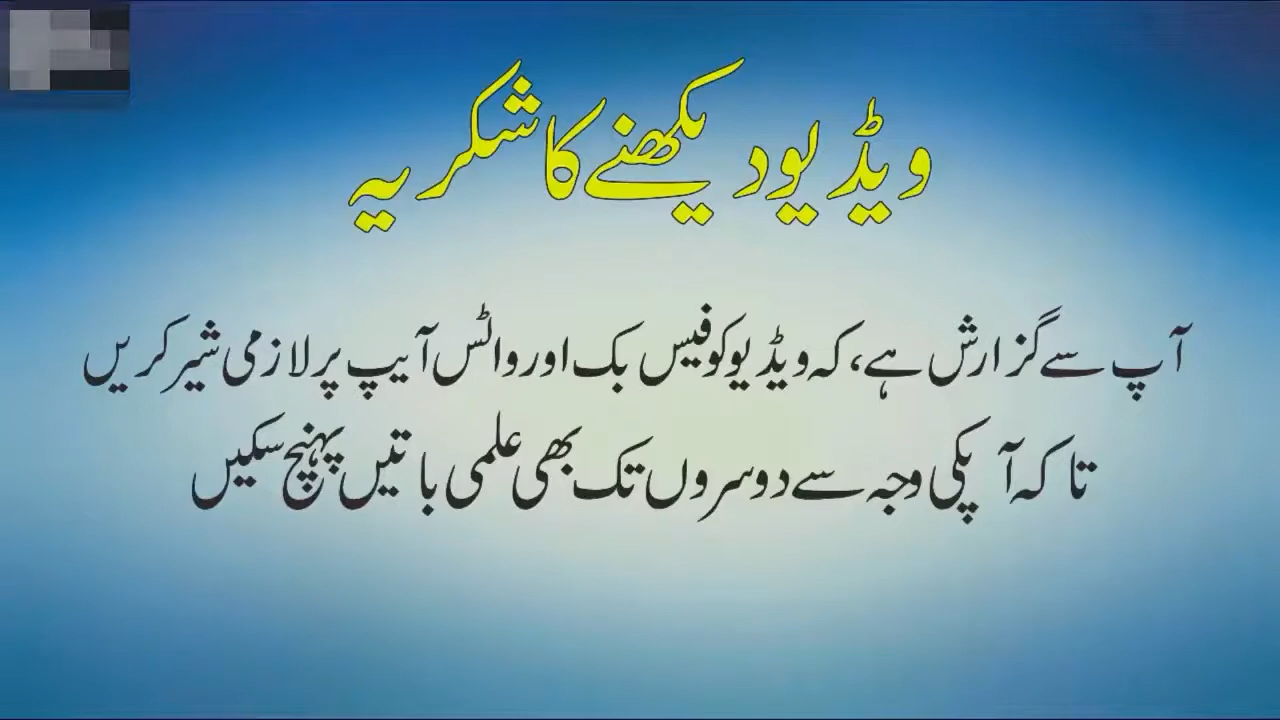 ویڈیو دیکھنے کا شکریہ
آپ سے گزارش ہے، کہ ویڈیو کو فیس بک اور واٹس آیپ پر لازمی شیر کریں
تاکہ آپکی وجہ سے دوسروں تک بھی علمی باتیں پہنچ سکیں